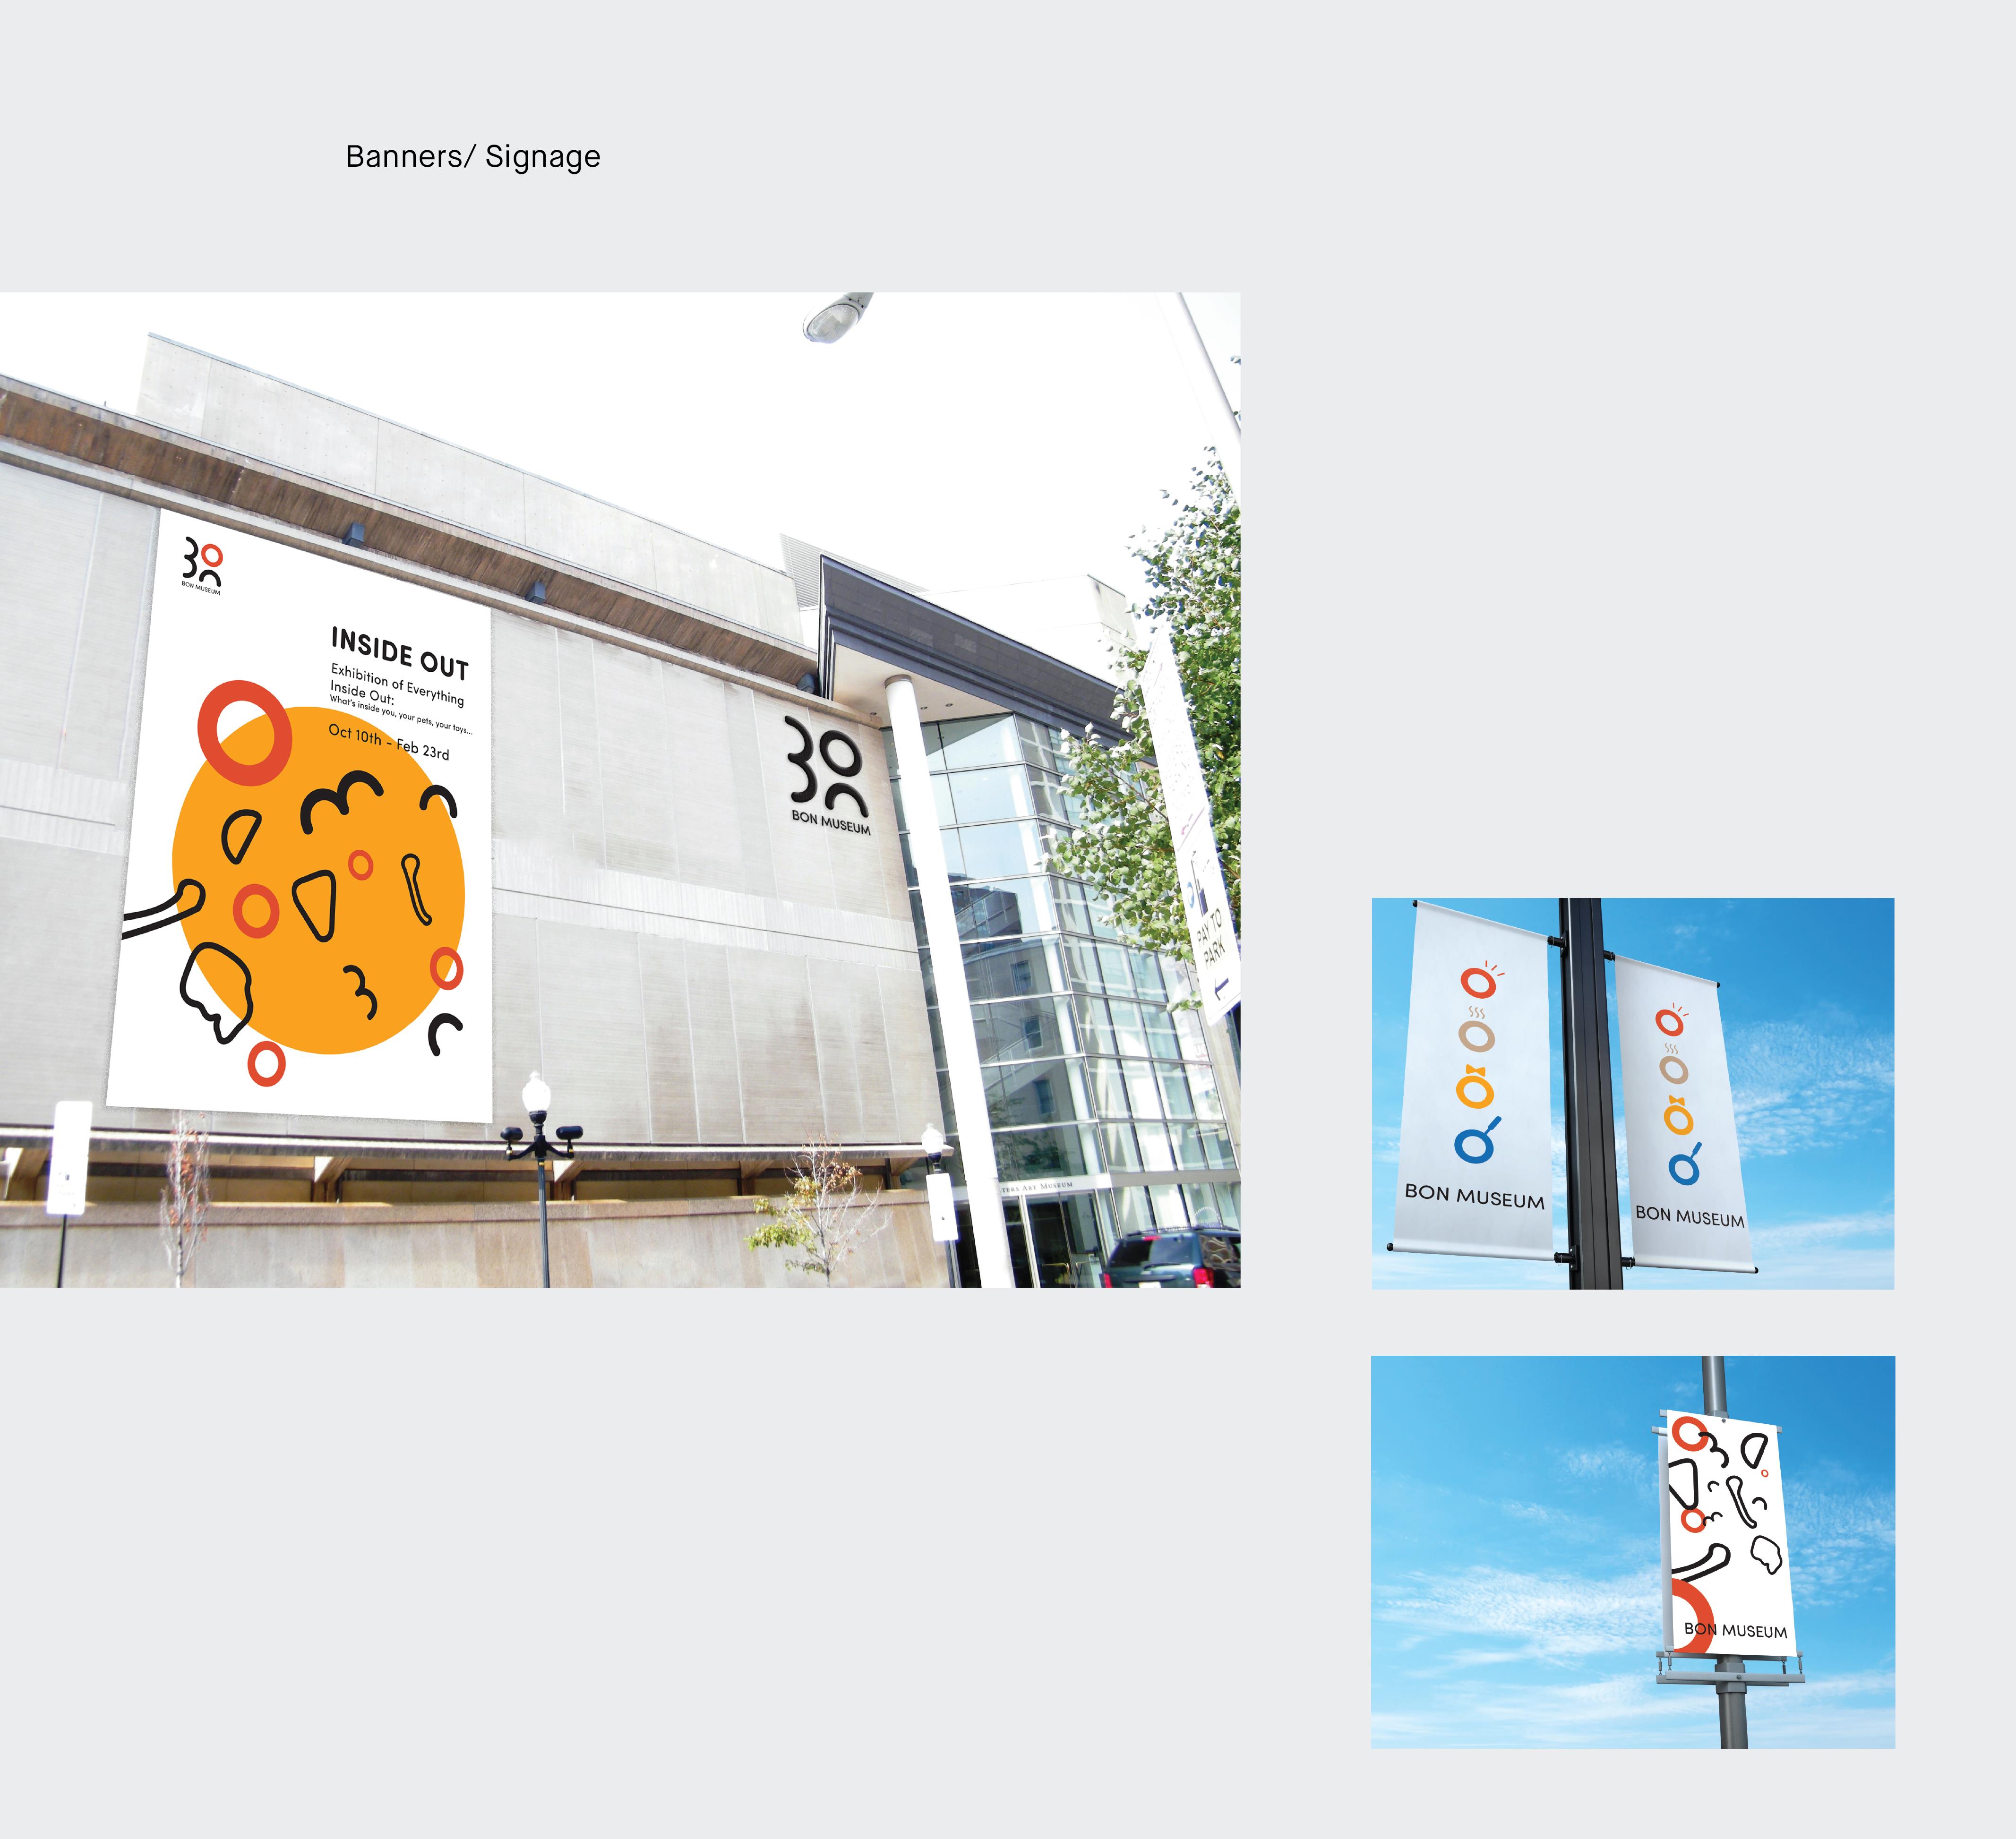 Banners/ Signage
BON MUSEUM
INSIDE OUT
Exhibition of Everything
Inside Out:
What's inside you, your pets, your toys...
Oct 10th - Feb 23rd
BON
BON MUSEUM
PAY TO
PARK
ART MUSEUM
BON MUSEUM
BON MUSEUM
BON MUSEUM